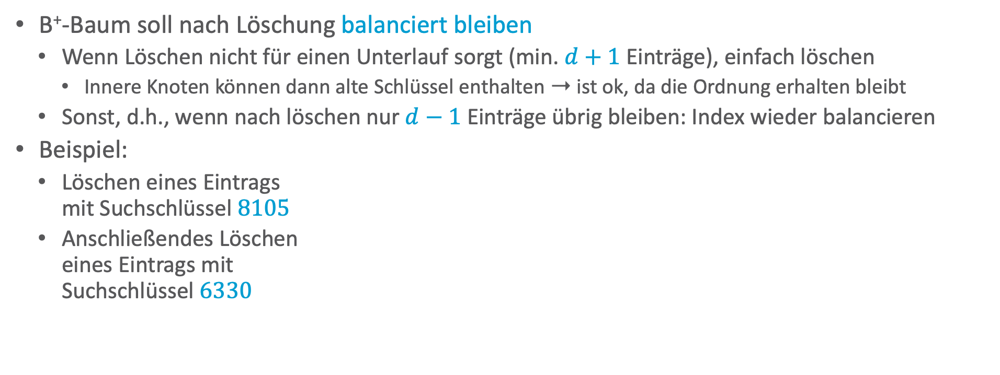 • B⁺-Baum soll nach Löschung balanciert bleiben
• Wenn Löschen nicht für einen Unterlauf sorgt (min. d + 1 Einträge), einfach löschen
• Innere Knoten können dann alte Schlüssel enthalten → ist ok, da die Ordnung erhalten bleibt
• Sonst, d.h., wenn nach löschen nur d − 1 Einträge übrig bleiben: Index wieder balancieren
• Beispiel:
• Löschen eines Eintrags
mit Suchschlüssel 8105
• Anschließendes Löschen
eines Eintrags mit
Suchschlüssel 6330